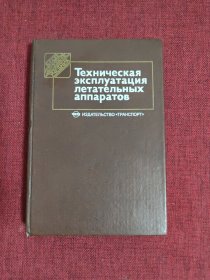 Техническая
эксплуатация
летательных
аппаратов
ИЗДАТЕЛЬСТВО «ТРАНСПОРТ»